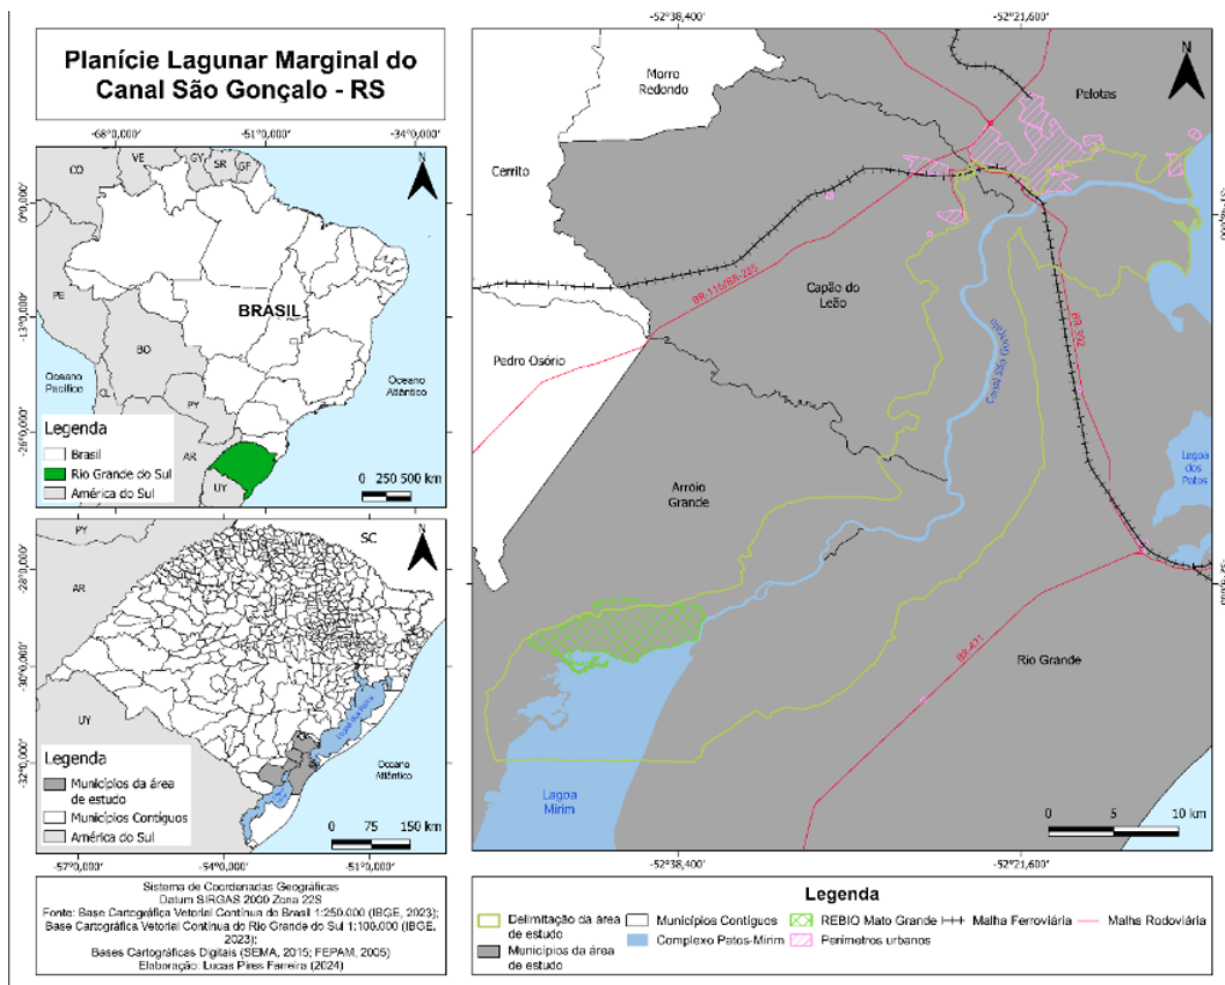 Planície Lagunar Marginal do
Canal São Gonçalo - RS
-68°0,000'
-51°0,000'
-34°0,000'
CO
VE
GY
SR
GF
N
0°0,000'
PE
BRASIL
-13°0,000'
BO
Oceano
Pacífico
Oceano
Atlântico
CL
PY
-26°0,000'
Legenda
Brasil
Rio Grande do Sul
América do Sul
AR
UY
0 250 500 km
PY
SC
N
-28°0,000'
AR
-30°0,000'
UY
Lagoa dos Patos
Legenda
Municípios da área
de estudo
Municípios Contíguos
América do Sul
-32°0,000'
Oceano
Atlântico
0 75 150 km
-57°0,000'
-54°0,000'
-51°0,000'
Sistema de Coordenadas Geográficas
Datum SIRGAS 2000 Zona 22S
Fonte: Base Cartográfica Vetorial Contínua do Brasil 1:250.000 (IBGE, 2023);
Base Cartográfica Vetorial Contínua do Rio Grande do Sul 1:100.000 (IBGE,
2023);
Bases Cartográficas Digitais (SEMA, 2015; FEPAM, 2005)
Elaboração: Lucas Pires Ferreira (2024)
-52°38,400'
-52°21,600'
Morro
Redondo
Pelotas
N
Cerrito
Capão do
Leão
BR-392
Pedro Osório
Canal São Gonçalo
Lagoa
dos
Patos
Arroio
Grande
BR-471
Rio Grande
Lagoa
Mirim
0 5 10 km
-52°38,400'
-52°21,600'
Legenda
Delimitação da área
de estudo
Municípios da área
de estudo
Municípios Contíguos
Complexo Patos-Mirim
REBIO Mato Grande
Perímetros urbanos
Malha Ferroviária
Malha Rodoviária